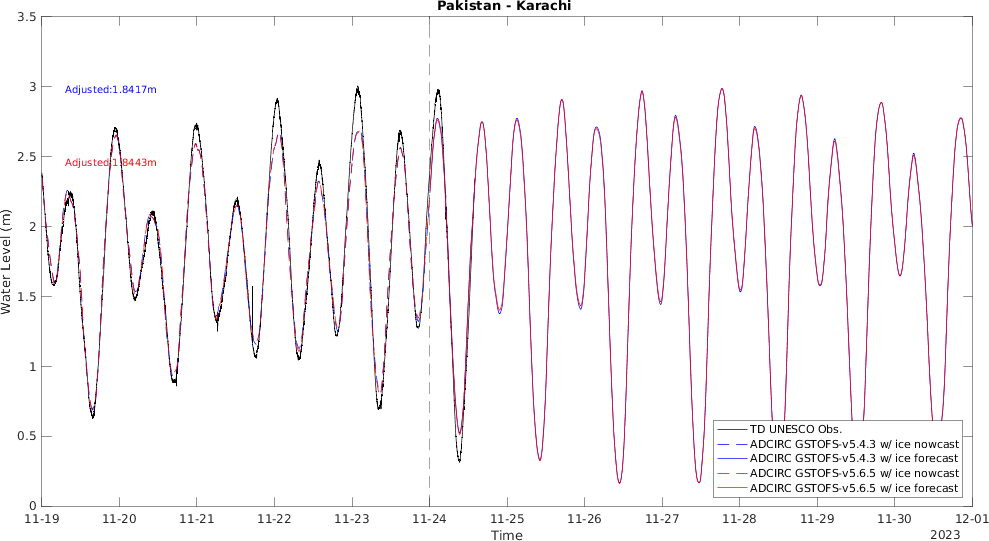 Pakistan - Karachi
3.5
3
2.5
2
1.5
1
0.5
0
Water Level (m)
Adjusted:1.8417m
Adjusted:1.8443m
TD UNESCO Obs.
ADCIRC GSTOFS-v5.4.3 w/ ice nowcast
ADCIRC GSTOFS-v5.4.3 w/ ice forecast
ADCIRC GSTOFS-v5.6.5 w/ ice nowcast
ADCIRC GSTOFS-v5.6.5 w/ ice forecast
11-19 11-20 11-21 11-22 11-23 11-24 11-25 11-26 11-27 11-28 11-29 11-30 12-01
Time
2023